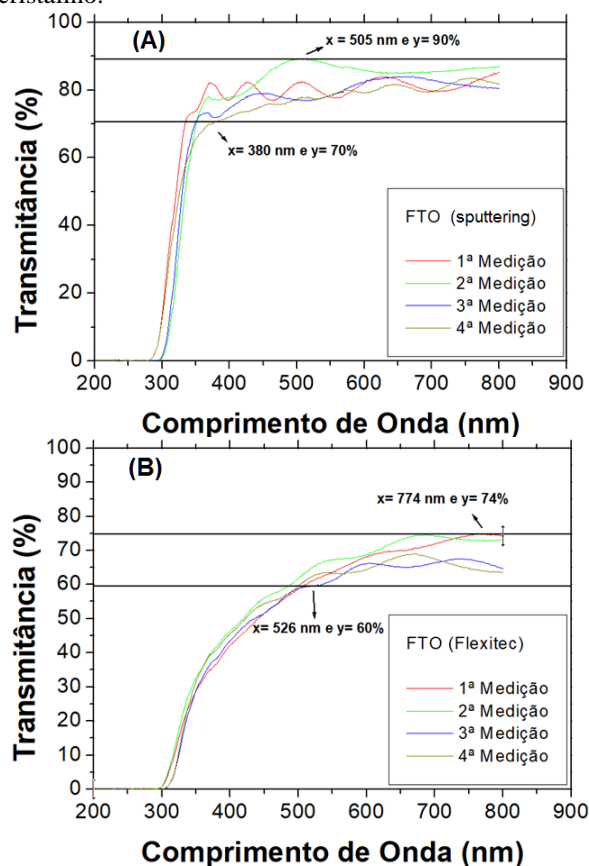 cristalino.
(A)
x = 505 nm e y= 90%
x= 380 nm e y= 70%
Transmitância (%)
100
80
60
40
20
0
FTO (sputtering)
1ª Medição
2ª Medição
3ª Medição
4ª Medição
200 300 400 500 600 700 800 900
Comprimento de Onda (nm)
(B)
x= 774 nm e y= 74%
x= 526 nm e y= 60%
Transmitância (%)
100
90
80
70
60
50
40
30
20
10
0
FTO (Flexitec)
1ª Medição
2ª Medição
3ª Medição
4ª Medição
200 300 400 500 600 700 800 900
Comprimento de Onda (nm)